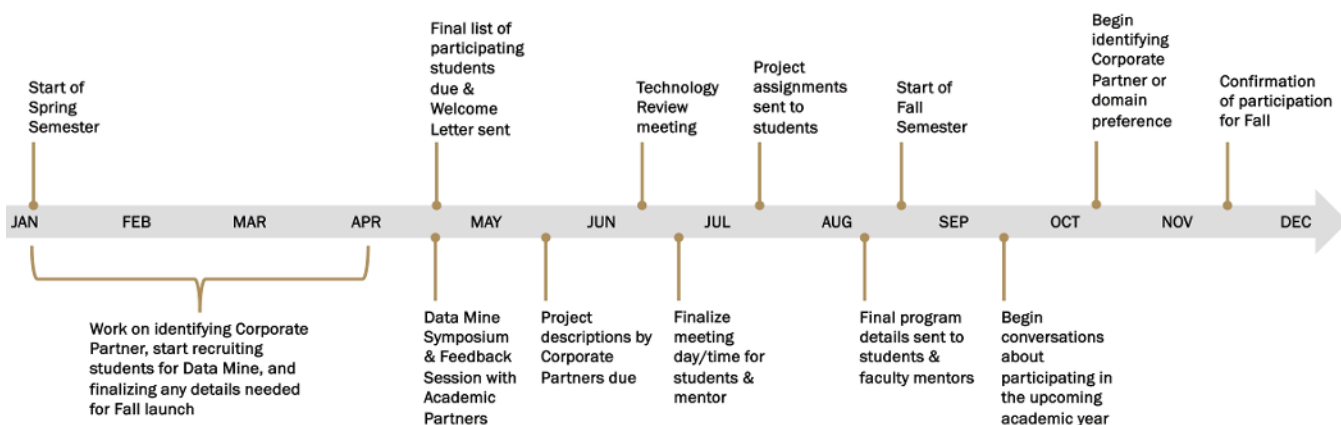 Start of
Spring
Semester
Final list of
participating
students
due &
Welcome
Letter sent
Technology
Review
meeting
Project
assignments
sent to
students
Start of
Fall
Semester
Begin
identifying
Corporate
Partner or
domain
preference
Confirmation
of participation
for Fall
JAN FEB MAR APR MAY JUN JUL AUG SEP OCT NOV DEC
Work on identifying Corporate
Partner, start recruiting
students for Data Mine, and
finalizing any details needed
for Fall launch
Data Mine
Symposium
& Feedback
Session with
Academic
Partners
Project
descriptions by
Corporate
Partners due
Finalize
meeting
day/time for
students &
mentor
Final program
details sent to
students &
faculty mentors
Begin
conversations
about
participating in
the upcoming
academic year